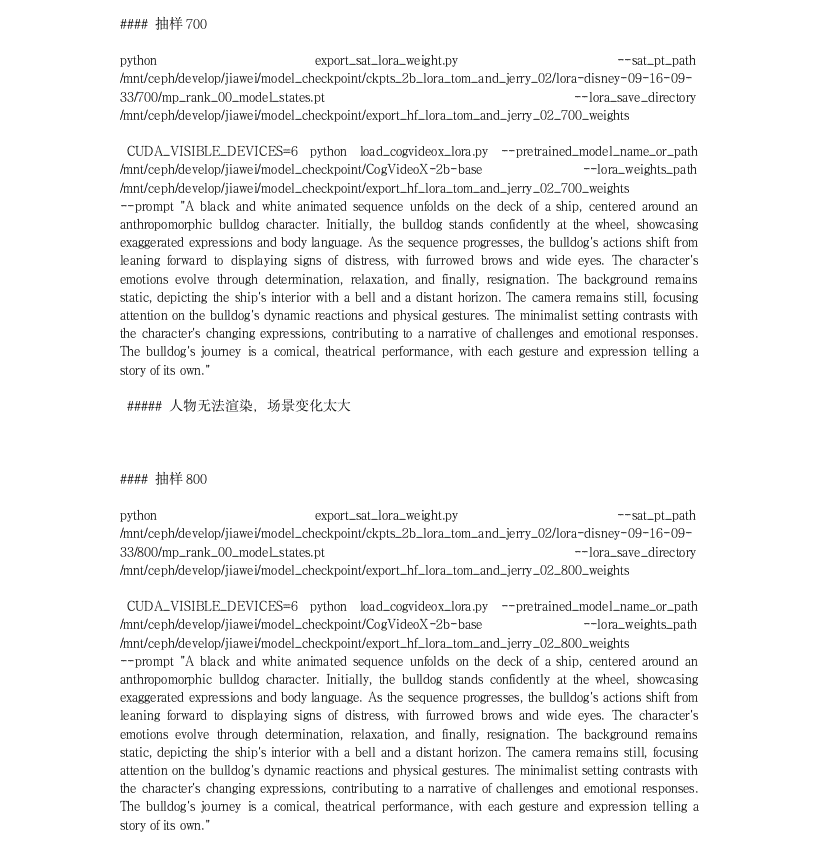 #### 抽样 700
python export_sat_lora_weight.py --sat_pt_path
/mnt/ceph/develop/jiawei/model_checkpoint/ckpts_2b_lora_tom_and_jerry_02/lora-disney-09-16-09-
33/700/mp_rank_00_model_states.pt --lora_save_directory
/mnt/ceph/develop/jiawei/model_checkpoint/export_hf_lora_tom_and_jerry_02_700_weights
CUDA_VISIBLE_DEVICES=6 python load_cogvideox_lora.py --pretrained_model_name_or_path
/mnt/ceph/develop/jiawei/model_checkpoint/CogVideoX-2b-base --lora_weights_path
/mnt/ceph/develop/jiawei/model_checkpoint/export_hf_lora_tom_and_jerry_02_700_weights
--prompt "A black and white animated sequence unfolds on the deck of a ship, centered around an
anthropomorphic bulldog character. Initially, the bulldog stands confidently at the wheel, showcasing
exaggerated expressions and body language. As the sequence progresses, the bulldog's actions shift from
leaning forward to displaying signs of distress, with furrowed brows and wide eyes. The character's
emotions evolve through determination, relaxation, and finally, resignation. The background remains
static, depicting the ship's interior with a bell and a distant horizon. The camera remains still, focusing
attention on the bulldog's dynamic reactions and physical gestures. The minimalist setting contrasts with
the character's changing expressions, contributing to a narrative of challenges and emotional responses.
The bulldog's journey is a comical, theatrical performance, with each gesture and expression telling a
story of its own."
##### 人物无法渲染，场景变化太大
#### 抽样 800
python export_sat_lora_weight.py --sat_pt_path
/mnt/ceph/develop/jiawei/model_checkpoint/ckpts_2b_lora_tom_and_jerry_02/lora-disney-09-16-09-
33/800/mp_rank_00_model_states.pt --lora_save_directory
/mnt/ceph/develop/jiawei/model_checkpoint/export_hf_lora_tom_and_jerry_02_800_weights
CUDA_VISIBLE_DEVICES=6 python load_cogvideox_lora.py --pretrained_model_name_or_path
/mnt/ceph/develop/jiawei/model_checkpoint/CogVideoX-2b-base --lora_weights_path
/mnt/ceph/develop/jiawei/model_checkpoint/export_hf_lora_tom_and_jerry_02_800_weights
--prompt "A black and white animated sequence unfolds on the deck of a ship, centered around an
anthropomorphic bulldog character. Initially, the bulldog stands confidently at the wheel, showcasing
exaggerated expressions and body language. As the sequence progresses, the bulldog's actions shift from
leaning forward to displaying signs of distress, with furrowed brows and wide eyes. The character's
emotions evolve through determination, relaxation, and finally, resignation. The background remains
static, depicting the ship's interior with a bell and a distant horizon. The camera remains still, focusing
attention on the bulldog's dynamic reactions and physical gestures. The minimalist setting contrasts with
the character's changing expressions, contributing to a narrative of challenges and emotional responses.
The bulldog's journey is a comical, theatrical performance, with each gesture and expression telling a
story of its own."